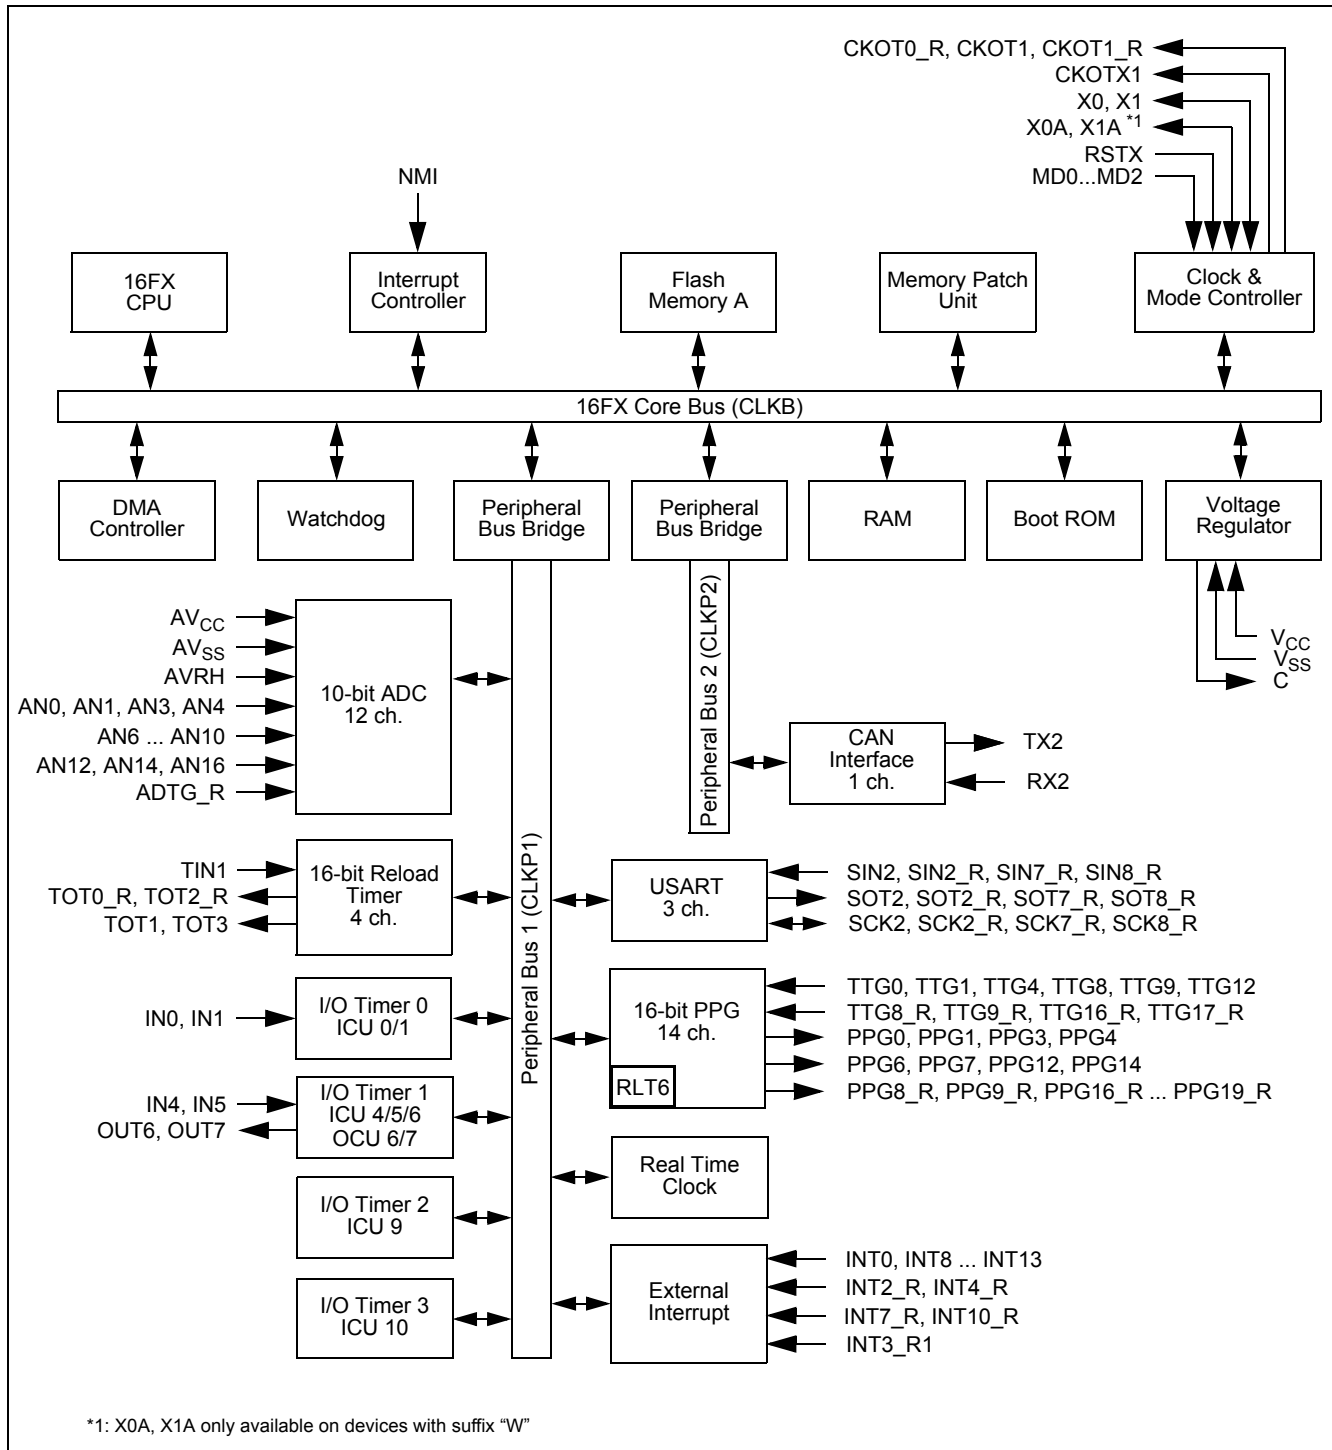 CKOT0_R, CKOT1, CKOT1_R
CKOTX1
X0, X1
X0A, X1A *1
RSTX
MD0...MD2
NMI
16FX
CPU
Interrupt
Controller
Flash
Memory A
Memory Patch
Unit
Clock &
Mode Controller
16FX Core Bus (CLKB)
DMA
Controller
Watchdog
Peripheral
Bus Bridge
Peripheral
Bus Bridge
RAM
Boot ROM
Voltage
Regulator
VCC
VSS
C
AVCC
AVSS
AVRH
AN0, AN1, AN3, AN4
AN6 ... AN10
AN12, AN14, AN16
ADTG_R
10-bit ADC
12 ch.
Peripheral Bus 1 (CLKP1)
Peripheral Bus 2 (CLKP2)
CAN
Interface
1 ch.
TX2
RX2
TIN1
TOT0_R, TOT2_R
TOT1, TOT3
16-bit Reload
Timer
4 ch.
USART
3 ch.
SIN2, SIN2_R, SIN7_R, SIN8_R
SOT2, SOT2_R, SOT7_R, SOT8_R
SCK2, SCK2_R, SCK7_R, SCK8_R
IN0, IN1
I/O Timer 0
ICU 0/1
16-bit PPG
14 ch.
RLT6
TTG0, TTG1, TTG4, TTG8, TTG9, TTG12
TTG8_R, TTG9_R, TTG16_R, TTG17_R
PPG0, PPG1, PPG3, PPG4
PPG6, PPG7, PPG12, PPG14
PPG8_R, PPG9_R, PPG16_R ... PPG19_R
IN4, IN5
OUT6, OUT7
I/O Timer 1
ICU 4/5/6
OCU 6/7
Real Time
Clock
I/O Timer 2
ICU 9
External
Interrupt
INT0, INT8 ... INT13
INT2_R, INT4_R
INT7_R, INT10_R
INT3_R1
I/O Timer 3
ICU 10
*1: X0A, X1A only available on devices with suffix “W”